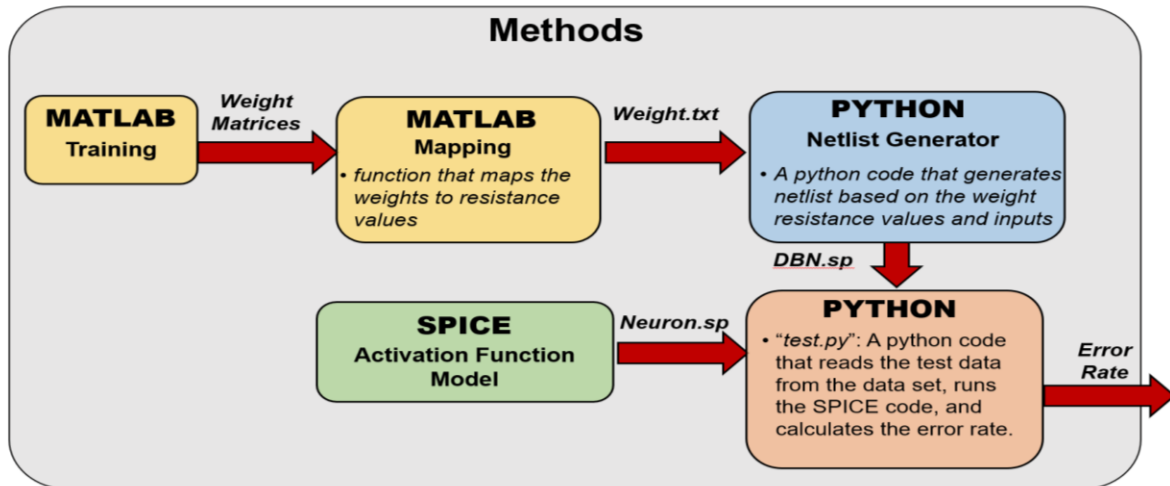 Methods
MATLAB
Training
Weight
Matrices
MATLAB
Mapping
• function that maps the
weights to resistance
values
Weight.txt
PYTHON
Netlist Generator
• A python code that generates
netlist based on the weight
resistance values and inputs
DBN.sp
SPICE
Activation Function
Model
Neuron.sp
PYTHON
• “test.py”: A python code
that reads the test data
from the data set, runs
the SPICE code, and
calculates the error rate.
Error
Rate